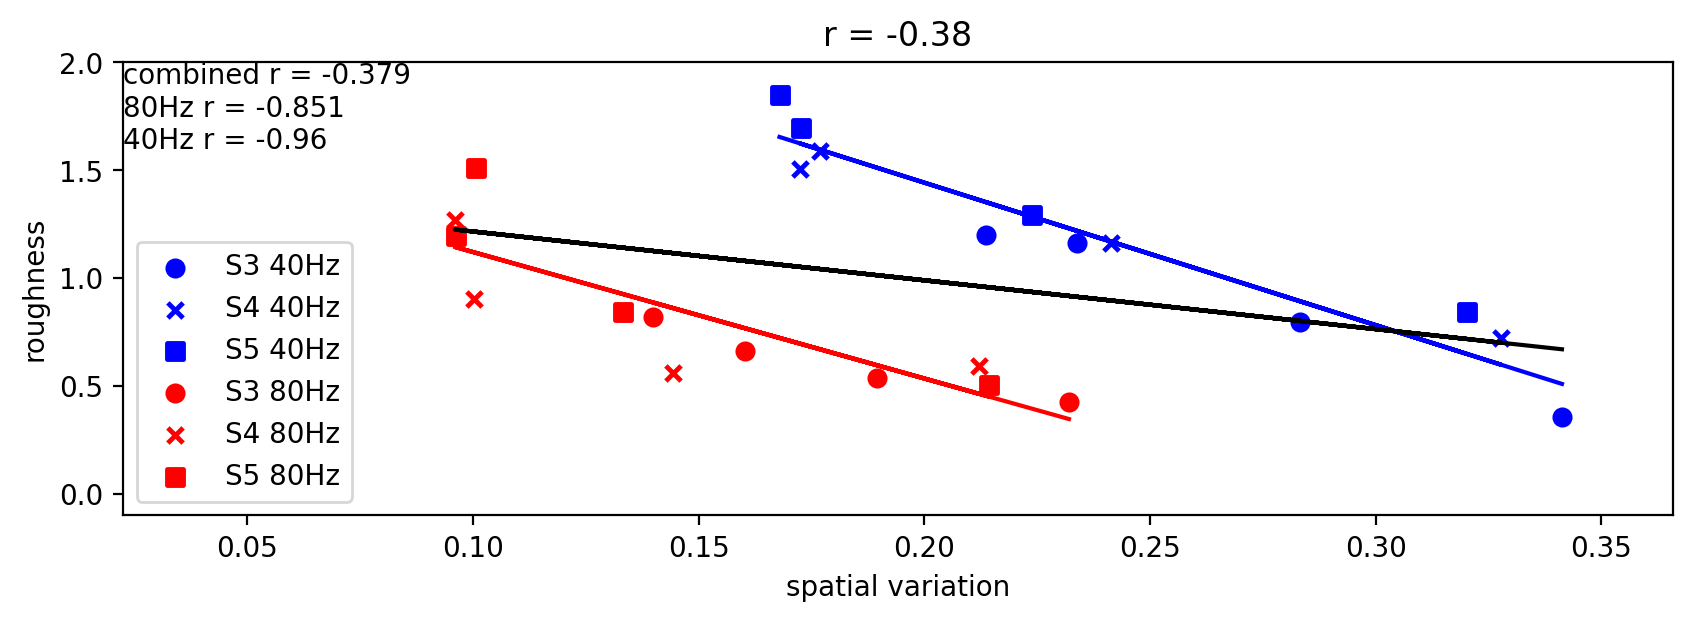 r = -0.38
combined r = -0.379
80Hz r = -0.851
40Hz r = -0.96
2.0
1.5
1.0
0.5
0.0
roughness
S3 40Hz
S4 40Hz
S5 40Hz
S3 80Hz
S4 80Hz
S5 80Hz
0.05 0.10 0.15 0.20 0.25 0.30 0.35
spatial variation